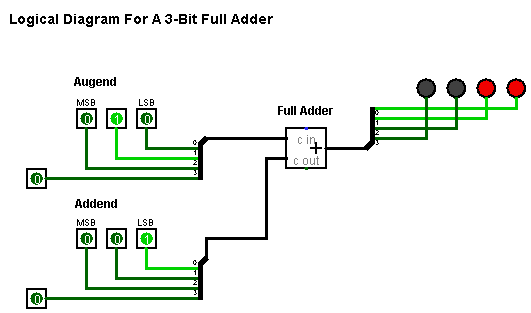 Logical Diagram For A 3-Bit Full Adder
Augend
MSB LSB
0 1 0
0
1
2
3
0
Full Adder
c in
+
c out
0
1
2
3
Addend
MSB LSB
0 0 1
0
1
2
3
0